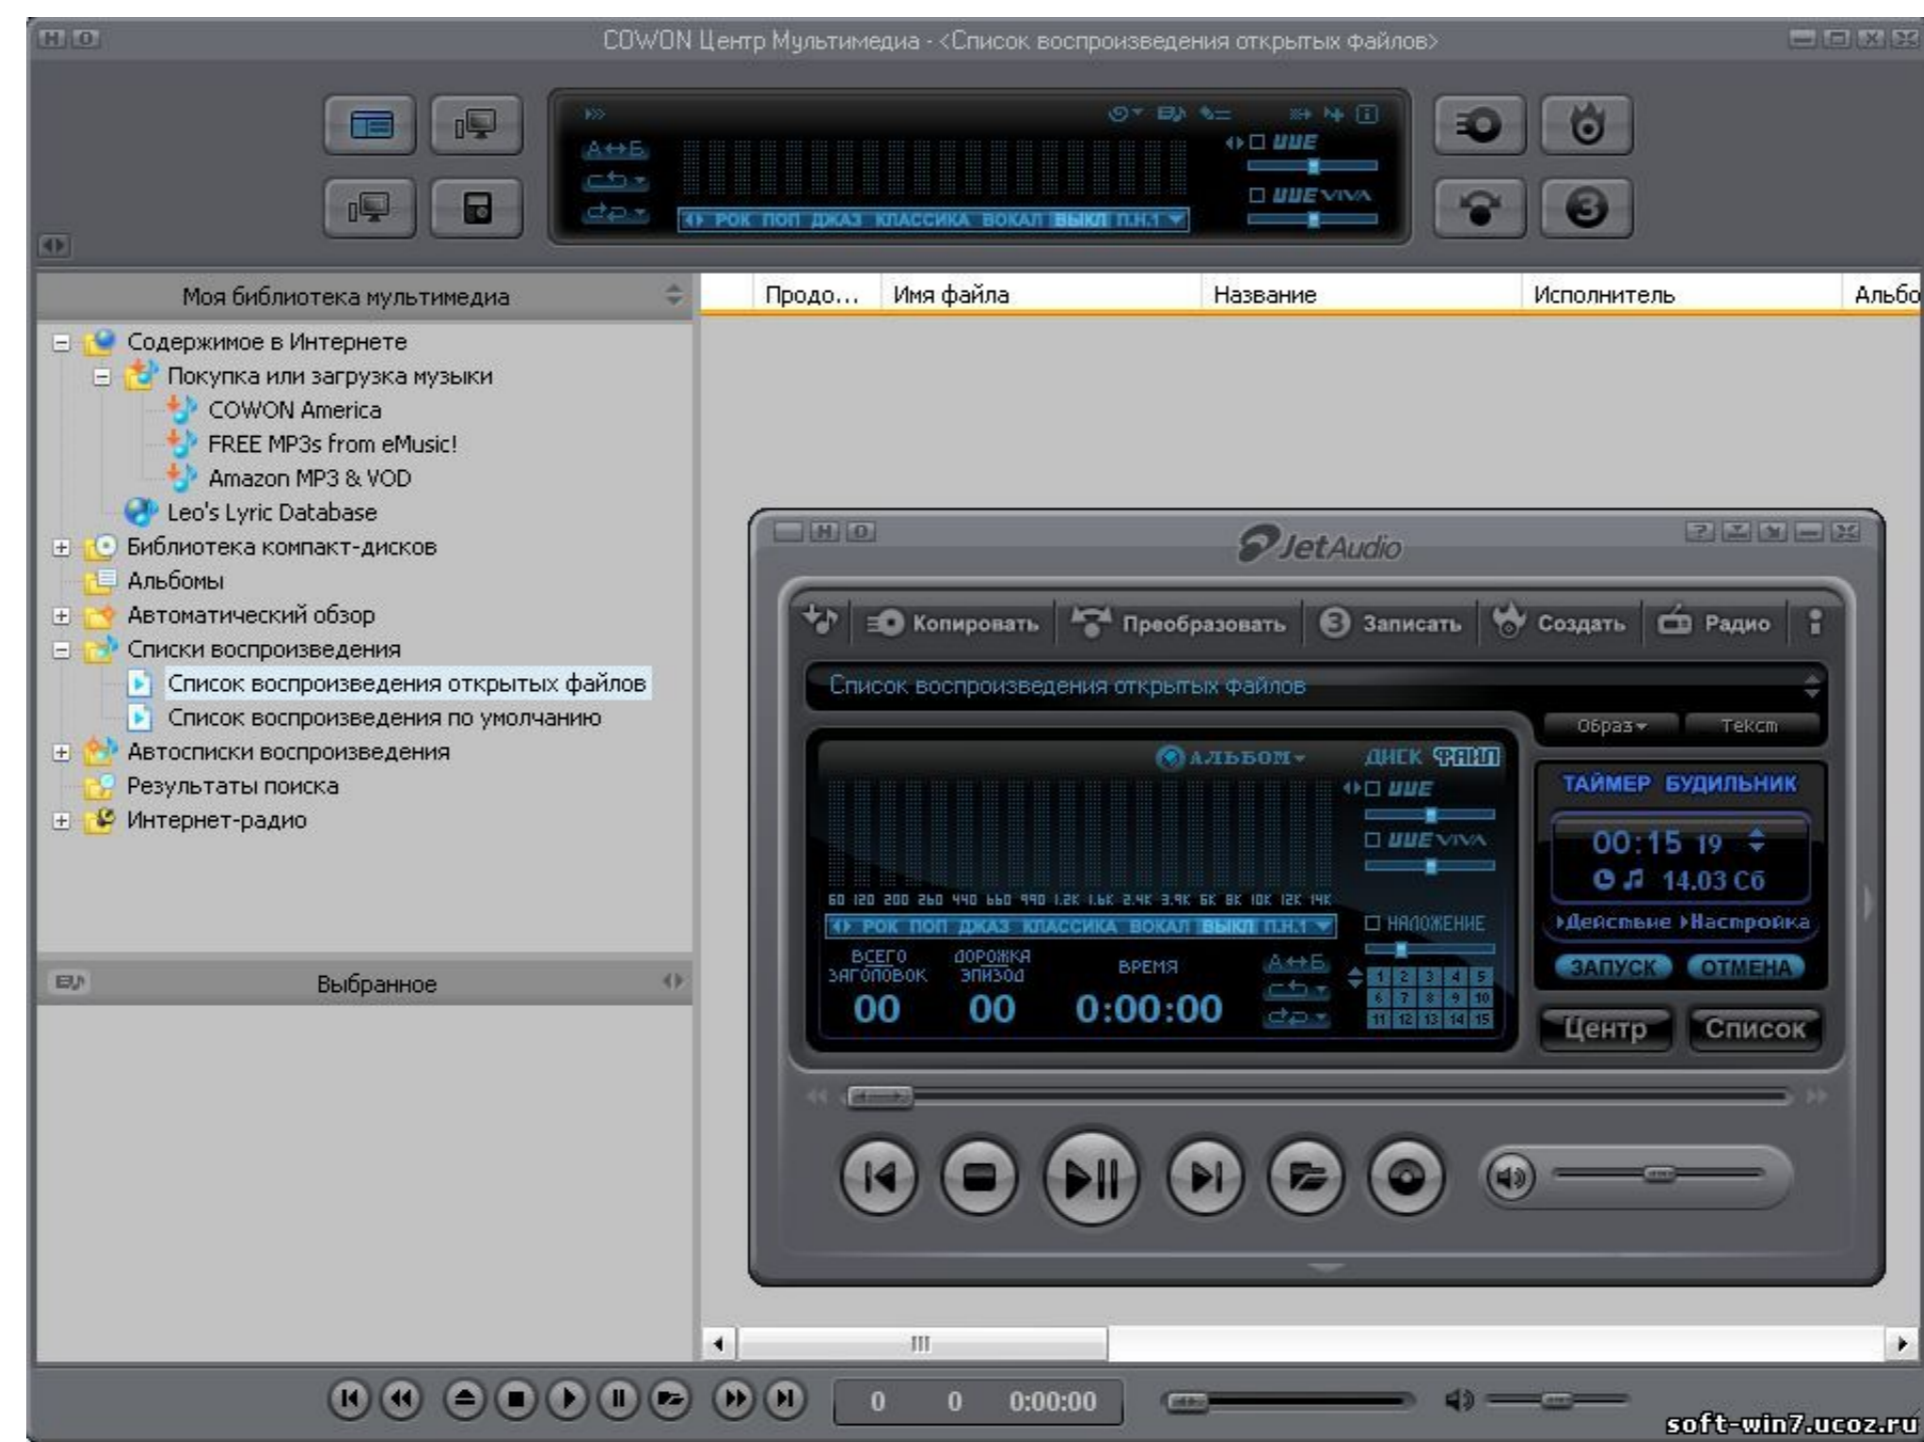 COWON Центр Мультимедиа - <Список воспроизведения открытых файлов>
А↔Б
UUE
UUE VIVA
РОК ПОП ДЖАЗ КЛАССИКА ВОКАЛ ВЫКЛ П.Н.1
Моя библиотека мультимедиа
Продо... Имя файла Название Исполнитель Альбо
Содержимое в Интернете
Покупка или загрузка музыки
COWON America
FREE MP3s from eMusic!
Amazon MP3 & VOD
Leo's Lyric Database
Библиотека компакт-дисков
Альбомы
Автоматический обзор
Списки воспроизведения
Список воспроизведения открытых файлов
Список воспроизведения по умолчанию
Автосписки воспроизведения
Результаты поиска
Интернет-радио
Выбранное
H O
JetAudio
Копировать Преобразовать 3 Записать Создать Радио
Список воспроизведения открытых файлов
Образ Текст
АЛЬБОМ ДИСК ФАЙЛ
UUE
UUE VIVA
60 120 200 260 440 660 990 1.2K 1.6K 2.4K 3.9K 6K 8K 10K 12K 14K
РОК ПОП ДЖАЗ КЛАССИКА ВОКАЛ ВЫКЛ П.Н.1
НАЛОЖЕНИЕ
ВСЕГО ЗАГОЛОВОК
ДОРОЖКА ЭПИЗОД
ВРЕМЯ
А↔Б
00 00 0:00:00
1 2 3 4 5
6 7 8 9 10
11 12 13 14 15
ТАЙМЕР БУДИЛЬНИК
00:15 19
14.03 Сб
Действие Настройка
ЗАПУСК ОТМЕНА
Центр Список
0 0 0:00:00
soft-win7.ucoz.ru